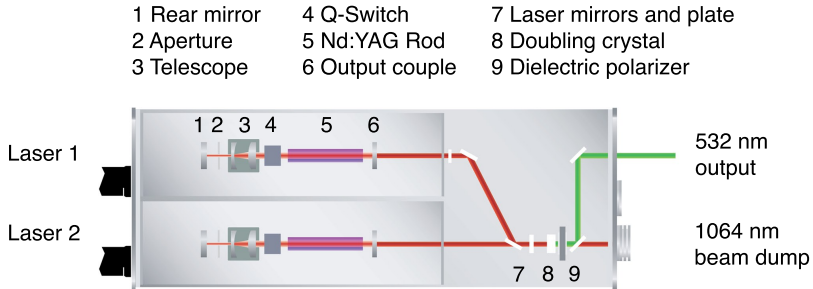 1 Rear mirror
2 Aperture
3 Telescope
4 Q-Switch
5 Nd:YAG Rod
6 Output couple
7 Laser mirrors and plate
8 Doubling crystal
9 Dielectric polarizer
1 2 3 4 5 6
Laser 1
532 nm
output
Laser 2
1064 nm
beam dump
7 8 9